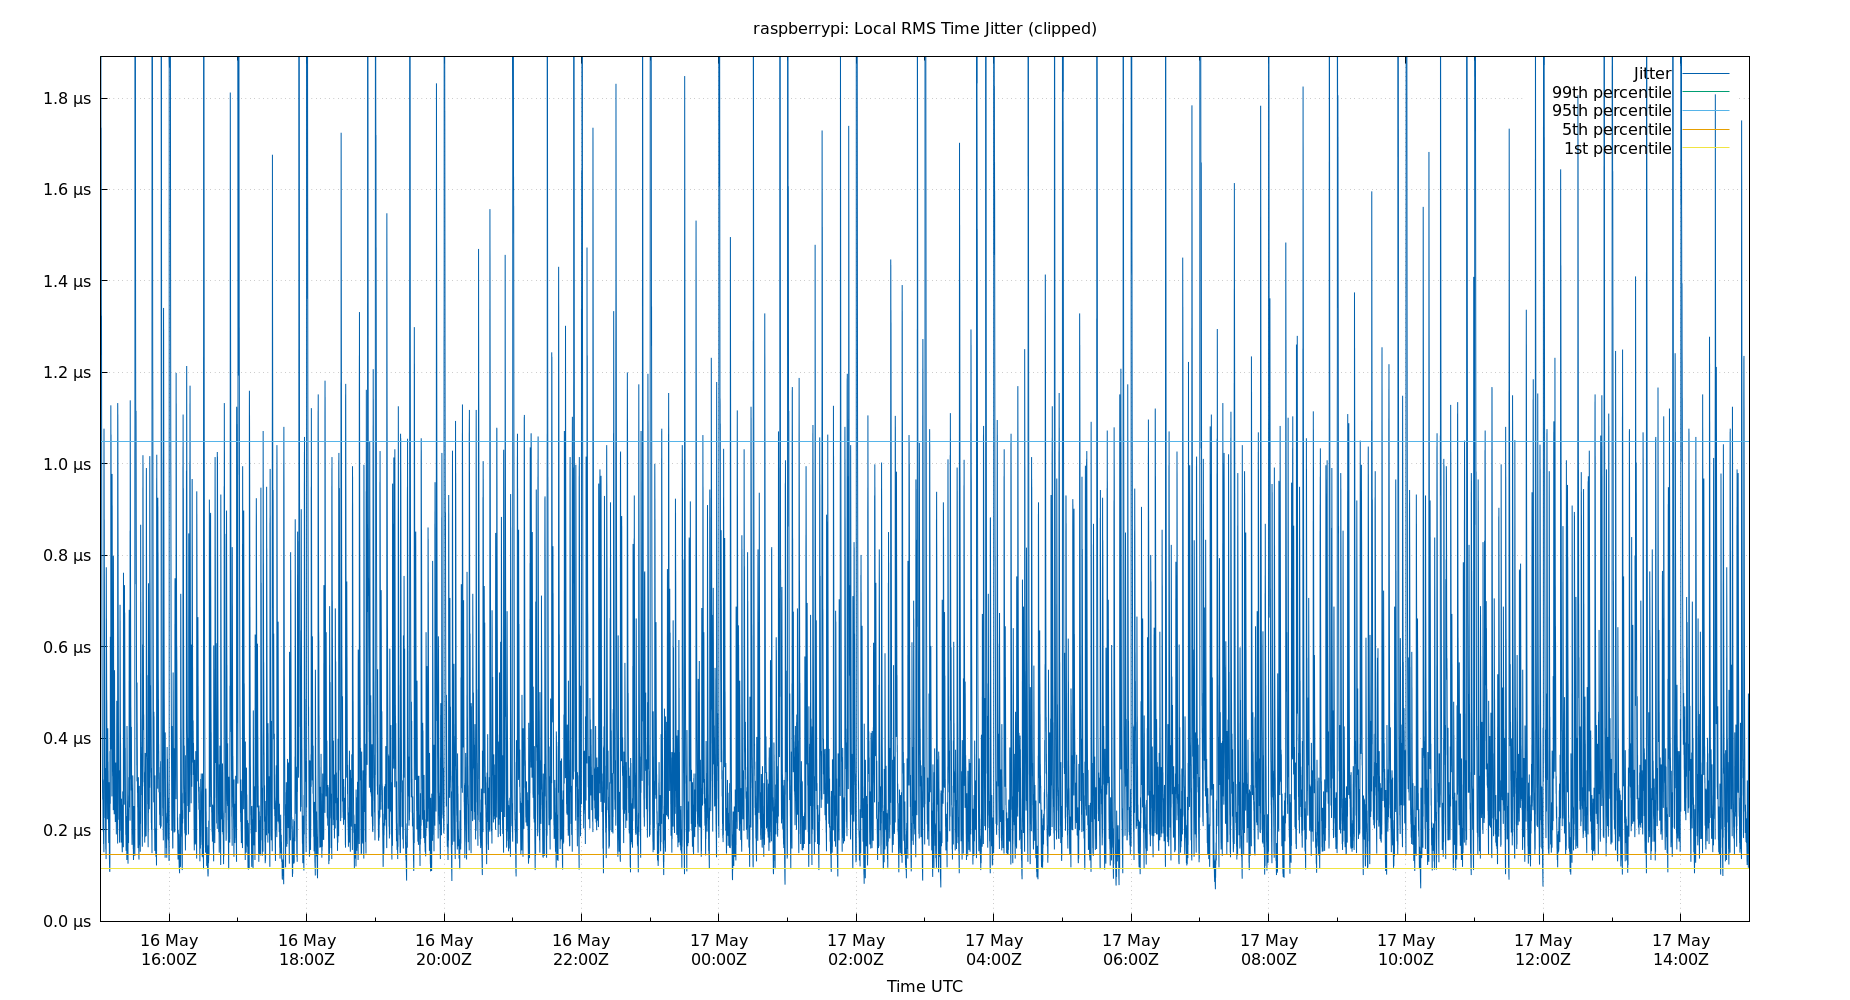 raspberrypi: Local RMS Time Jitter (clipped)
Jitter
99th percentile
95th percentile
5th percentile
1st percentile
1.8 µs
1.6 µs
1.4 µs
1.2 µs
1.0 µs
0.8 µs
0.6 µs
0.4 µs
0.2 µs
0.0 µs
16 May 16 May 16 May 16 May 17 May 17 May 17 May 17 May 17 May 17 May 17 May 17 May
16:00Z 18:00Z 20:00Z 22:00Z 00:00Z 02:00Z 04:00Z 06:00Z 08:00Z 10:00Z 12:00Z 14:00Z
Time UTC